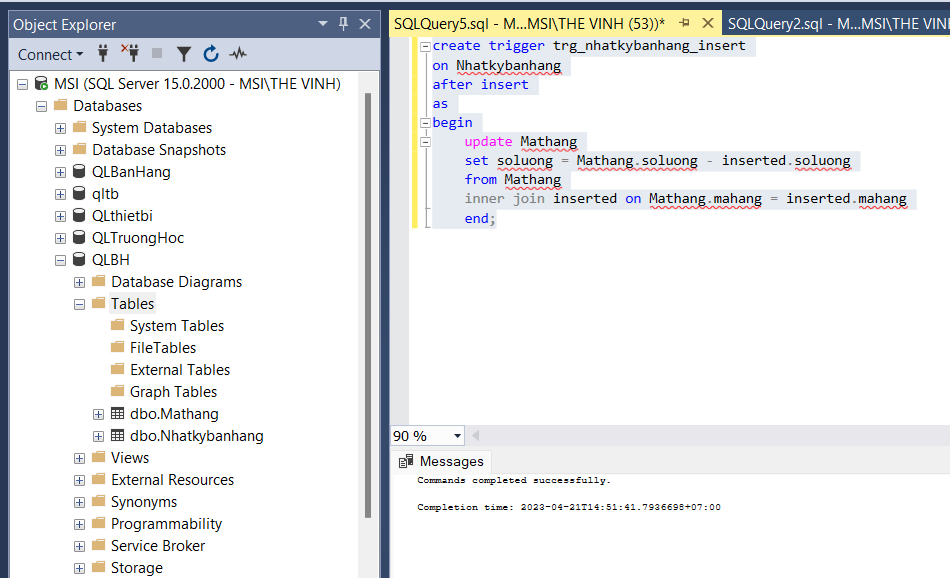 Object Explorer
Connect
MSI (SQL Server 15.0.2000 - MSI\THE VINH)
Databases
System Databases
Database Snapshots
QLBanHang
qltb
QLthietbi
QLTruongHoc
QLBH
Database Diagrams
Tables
System Tables
FileTables
External Tables
Graph Tables
dbo.Mathang
dbo.Nhatkybanhang
Views
External Resources
Synonyms
Programmability
Service Broker
Storage
SQLQuery5.sql - M...MSI\THE VINH (53))*
SQLQuery2.sql - M...MSI\THE VIN
create trigger trg_nhatkybanhang_insert
on Nhatkybanhang
after insert
as
begin
update Mathang
set soluong = Mathang.soluong - inserted.soluong
from Mathang
inner join inserted on Mathang.mahang = inserted.mahang
end;
90 %
Messages
Commands completed successfully.
Completion time: 2023-04-21T14:51:41.7936698+07:00